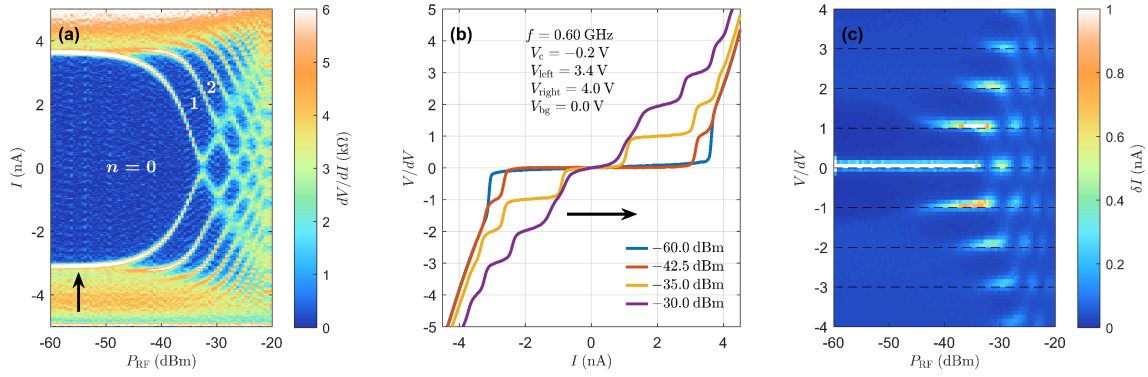 (a)
n = 0
1
2
4
2
0
-2
-4
I (nA)
-60
-50
-40
-30
-20
P_RF (dBm)
6
5
4
3
2
1
0
dV/dI (kΩ)
(b)
f = 0.60 GHz
V_c = −0.2 V
V_left = 3.4 V
V_right = 4.0 V
V_bg = 0.0 V
5
4
3
2
1
0
-1
-2
-3
-4
-5
V/dV
−60.0 dBm
−42.5 dBm
−35.0 dBm
−30.0 dBm
-4
-2
0
2
4
I (nA)
(c)
4
3
2
1
0
-1
-2
-3
-4
V/dV
-60
-50
-40
-30
-20
P_RF (dBm)
1
0.8
0.6
0.4
0.2
0
δI (nA)